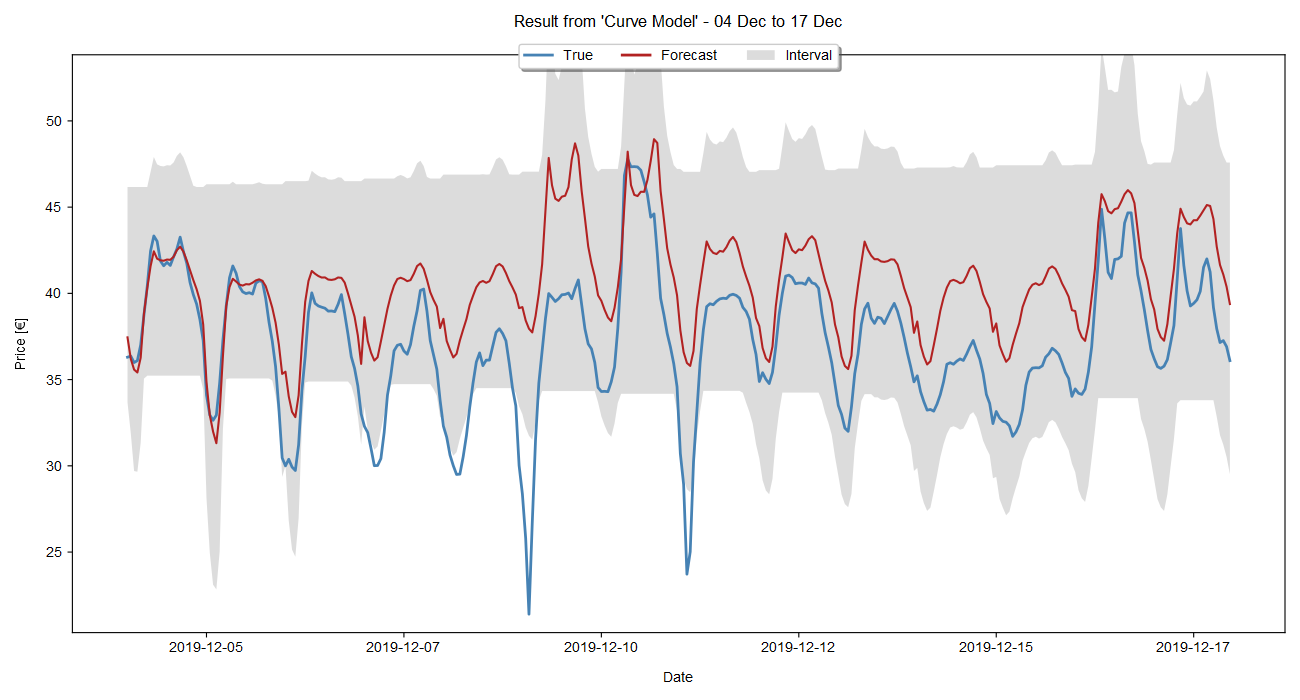 Result from 'Curve Model' - 04 Dec to 17 Dec
True Forecast Interval
50
45
40
35
30
25
Price [€]
2019-12-05 2019-12-07 2019-12-10 2019-12-12 2019-12-15 2019-12-17
Date